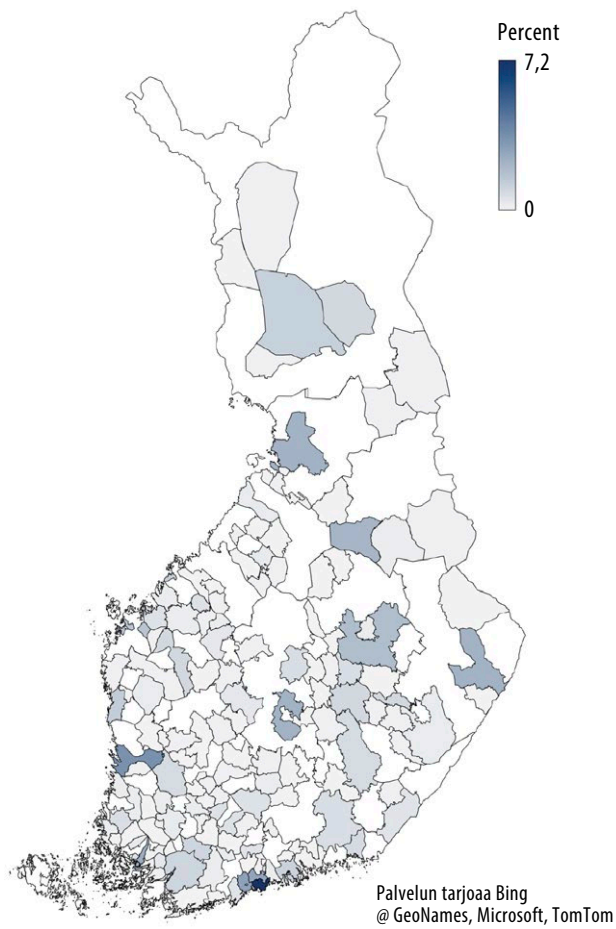 Percent
7,2
0
Palvelun tarjoaa Bing
@ GeoNames, Microsoft, TomTom